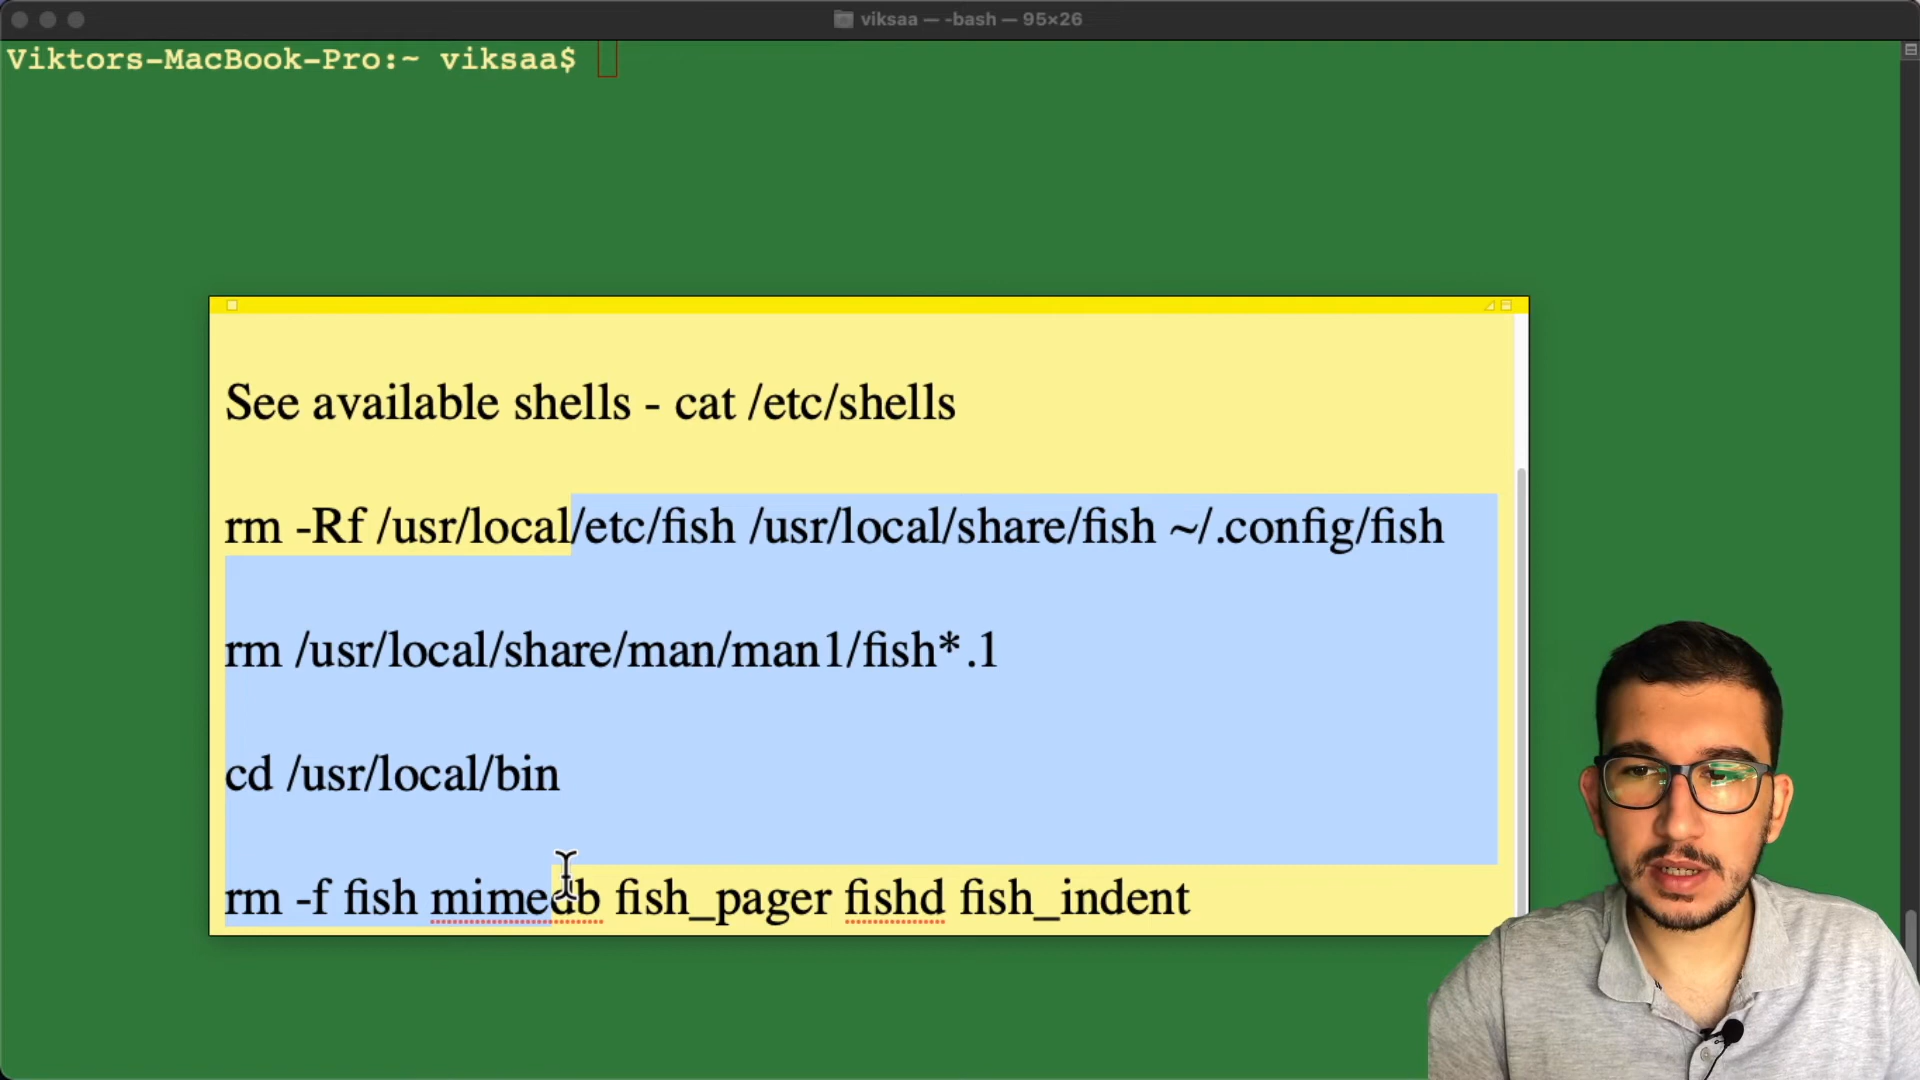 viksaa — -bash — 95×26
Viktors-MacBook-Pro:~ viksaa$
See available shells - cat /etc/shells
rm -Rf /usr/local/etc/fish /usr/local/share/fish ~/.config/fish
rm /usr/local/share/man/man1/fish*.1
cd /usr/local/bin
rm -f fish mimedb fish_pager fishd fish_indent